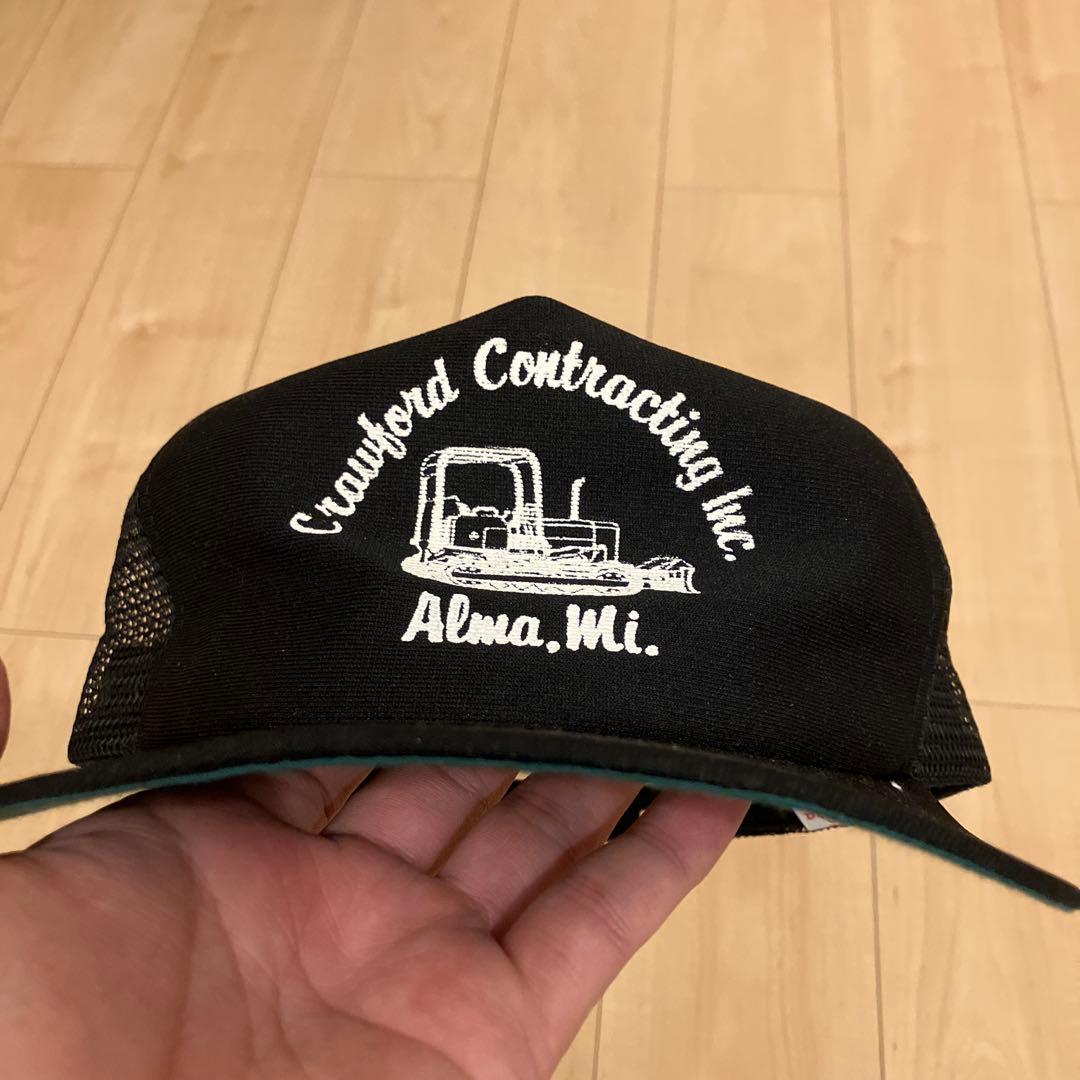 Crawford Contracting Inc.
Alma, Mi.